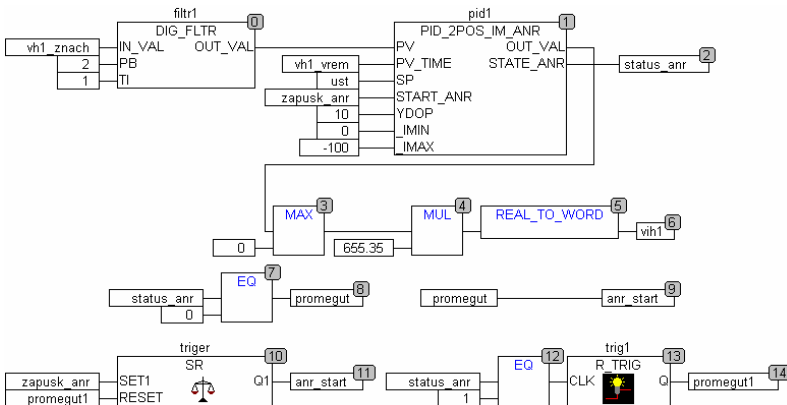 filtr1
0
DIG_FLTR
vh1_znach IN_VAL OUT_VAL
2 PB
1 TI
pid1
1
PID_2POS_IM_ANR
PV OUT_VAL
vh1_vrem PV_TIME STATE_ANR
ust SP
zapusk_anr START_ANR
10 YDOP
0 _IMIN
-100 _IMAX
status_anr 2
MAX 3
0
MUL 4
655.35
REAL_TO_WORD 5
vih1 6
EQ 7
status_anr
0
promegut 8
promegut
anr_start 9
triger
SR 10
zapusk_anr SET1 Q1
promegut1 RESET
anr_start 11
EQ 12
status_anr
1
trig1
R_TRIG 13
CLK Q
promegut1 14